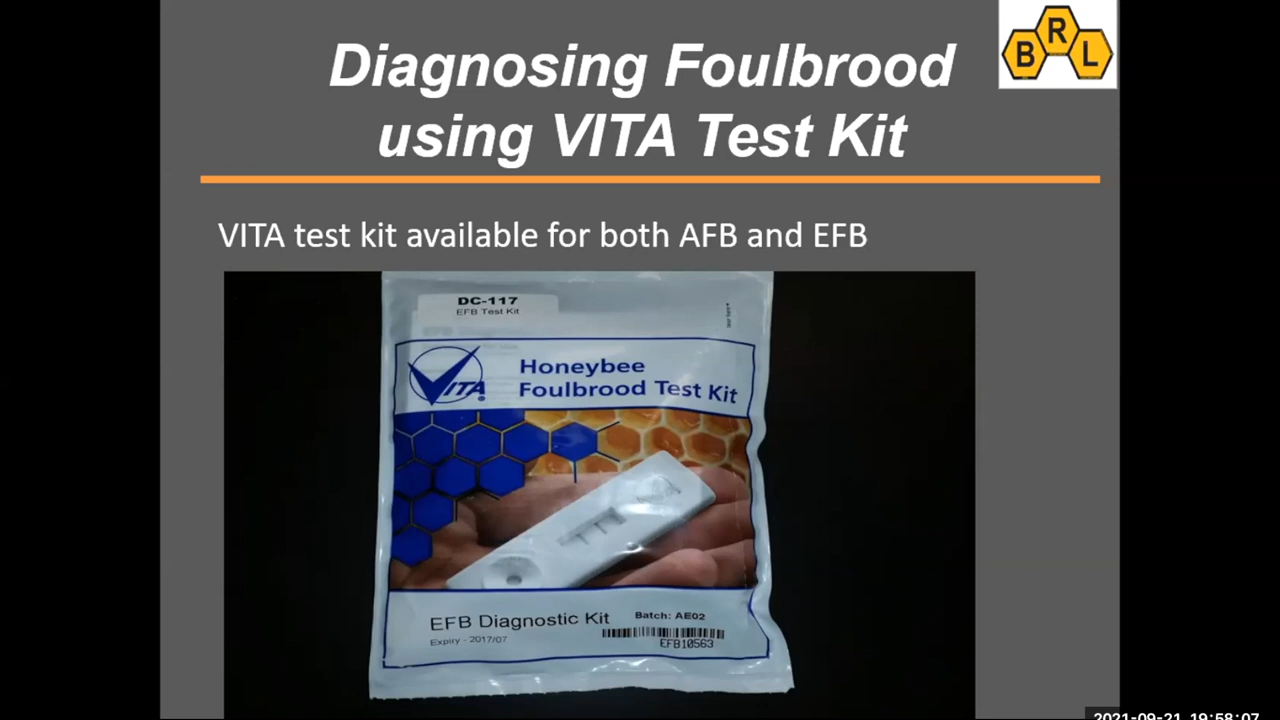 Diagnosing Foulbrood
using VITA Test Kit
BRL
VITA test kit available for both AFB and EFB
DC-117
EFB Test Kit
VITA
Honeybee
Foulbrood Test Kit
EFB Diagnostic Kit
Batch: AE02
Expiry - 2017/07
EFB10563
2021-09-21 19:58:07